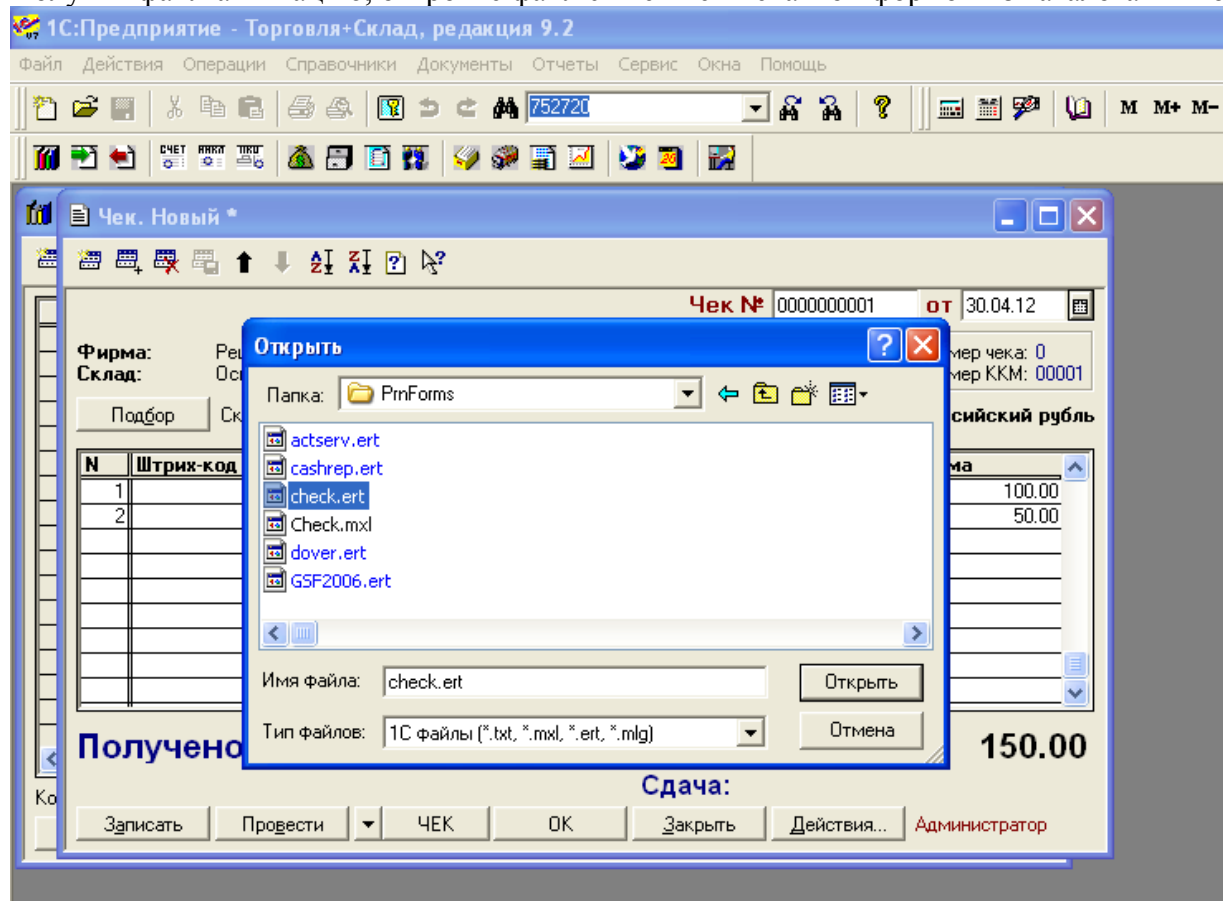 1С:Предприятие - Торговля+Склад, редакция 9.2
Файл Действия Операции Справочники Документы Отчеты Сервис Окна Помощь
752720 M M+ M-
СЧЕТ
Чек. Новый *
Чек № 0000000001 от 30.04.12
Открыть
Фирма:
мер чека: 0
Склад:
мер ККМ: 00001
Папка: PrnForms
Подбор
сийский рубль
actserv.ert
N Штрих-код
ма
cashrep.ert
1 check.ert 100.00
2 Check.mxl 50.00
dover.ert
GSF2006.ert
Имя файла: check.ert Открыть
Тип файлов: 1С файлы (*.txt, *.mxl, *.ert, *.mlg) Отмена
Получено 150.00
Сдача:
Записать Провести ЧЕК OK Закрыть Действия... Администратор